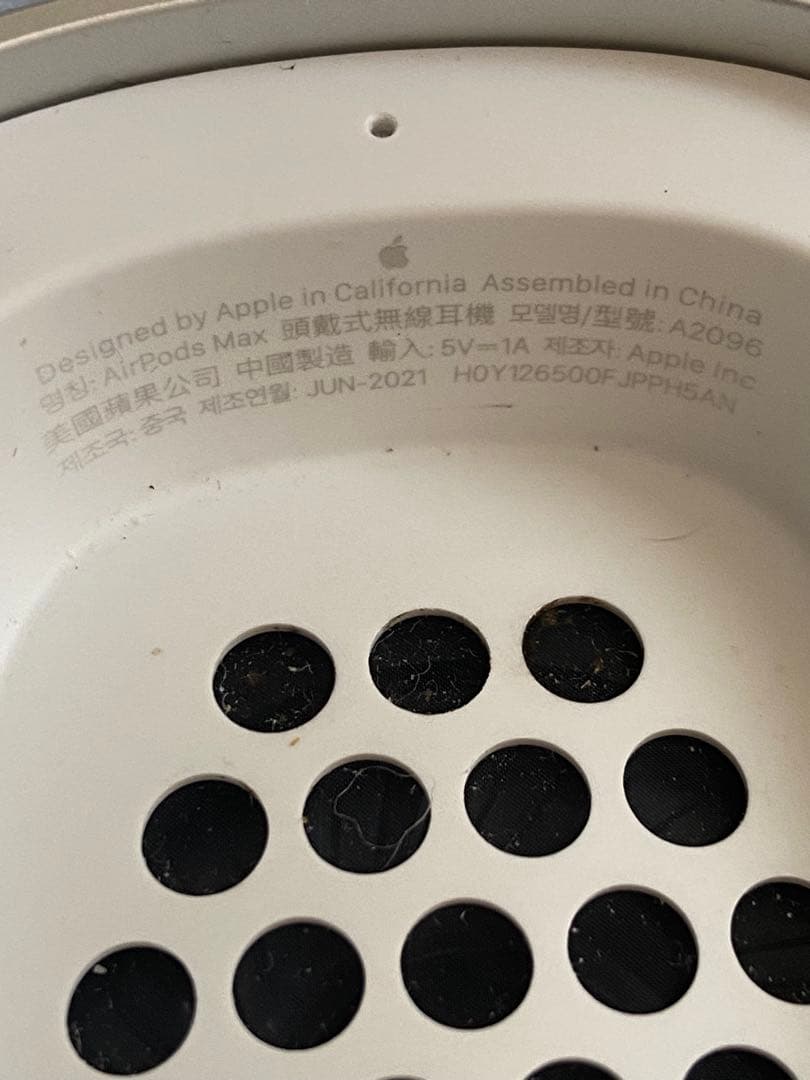 Designed by Apple in California Assembled in China
명칭: AirPods Max 頭戴式無線耳機 모델명/型號: A2096
美國蘋果公司 中國製造 輸入: 5V⎓1A 제조자: Apple Inc
제조국: 중국 제조연월: JUN-2021 H0Y126500FJPPH5AN